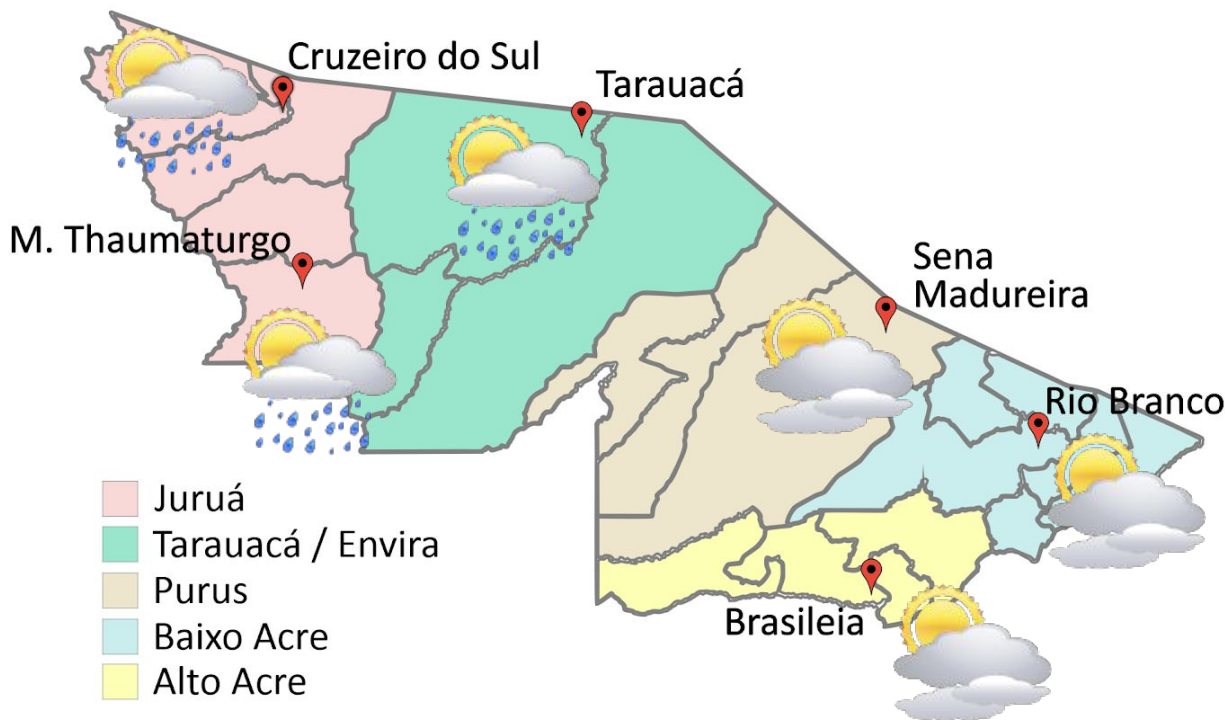 Cruzeiro do Sul
Tarauacá
M. Thaumaturgo
Sena
Madureira
Rio Branco
Brasileia
Juruá
Tarauacá / Envira
Purus
Baixo Acre
Alto Acre